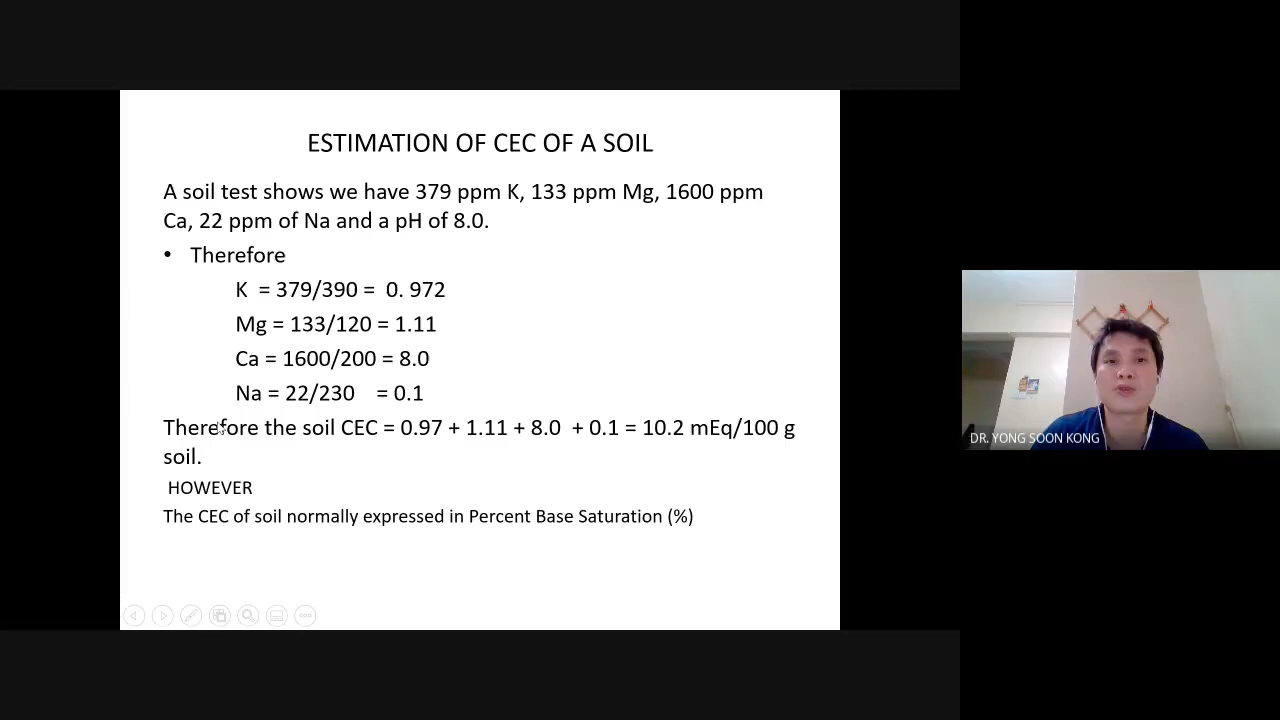 ESTIMATION OF CEC OF A SOIL
A soil test shows we have 379 ppm K, 133 ppm Mg, 1600 ppm
Ca, 22 ppm of Na and a pH of 8.0.
• Therefore
K = 379/390 = 0. 972
Mg = 133/120 = 1.11
Ca = 1600/200 = 8.0
Na = 22/230 = 0.1
Therefore the soil CEC = 0.97 + 1.11 + 8.0 + 0.1 = 10.2 mEq/100 g
soil.
HOWEVER
The CEC of soil normally expressed in Percent Base Saturation (%)
DR. YONG SOON KONG